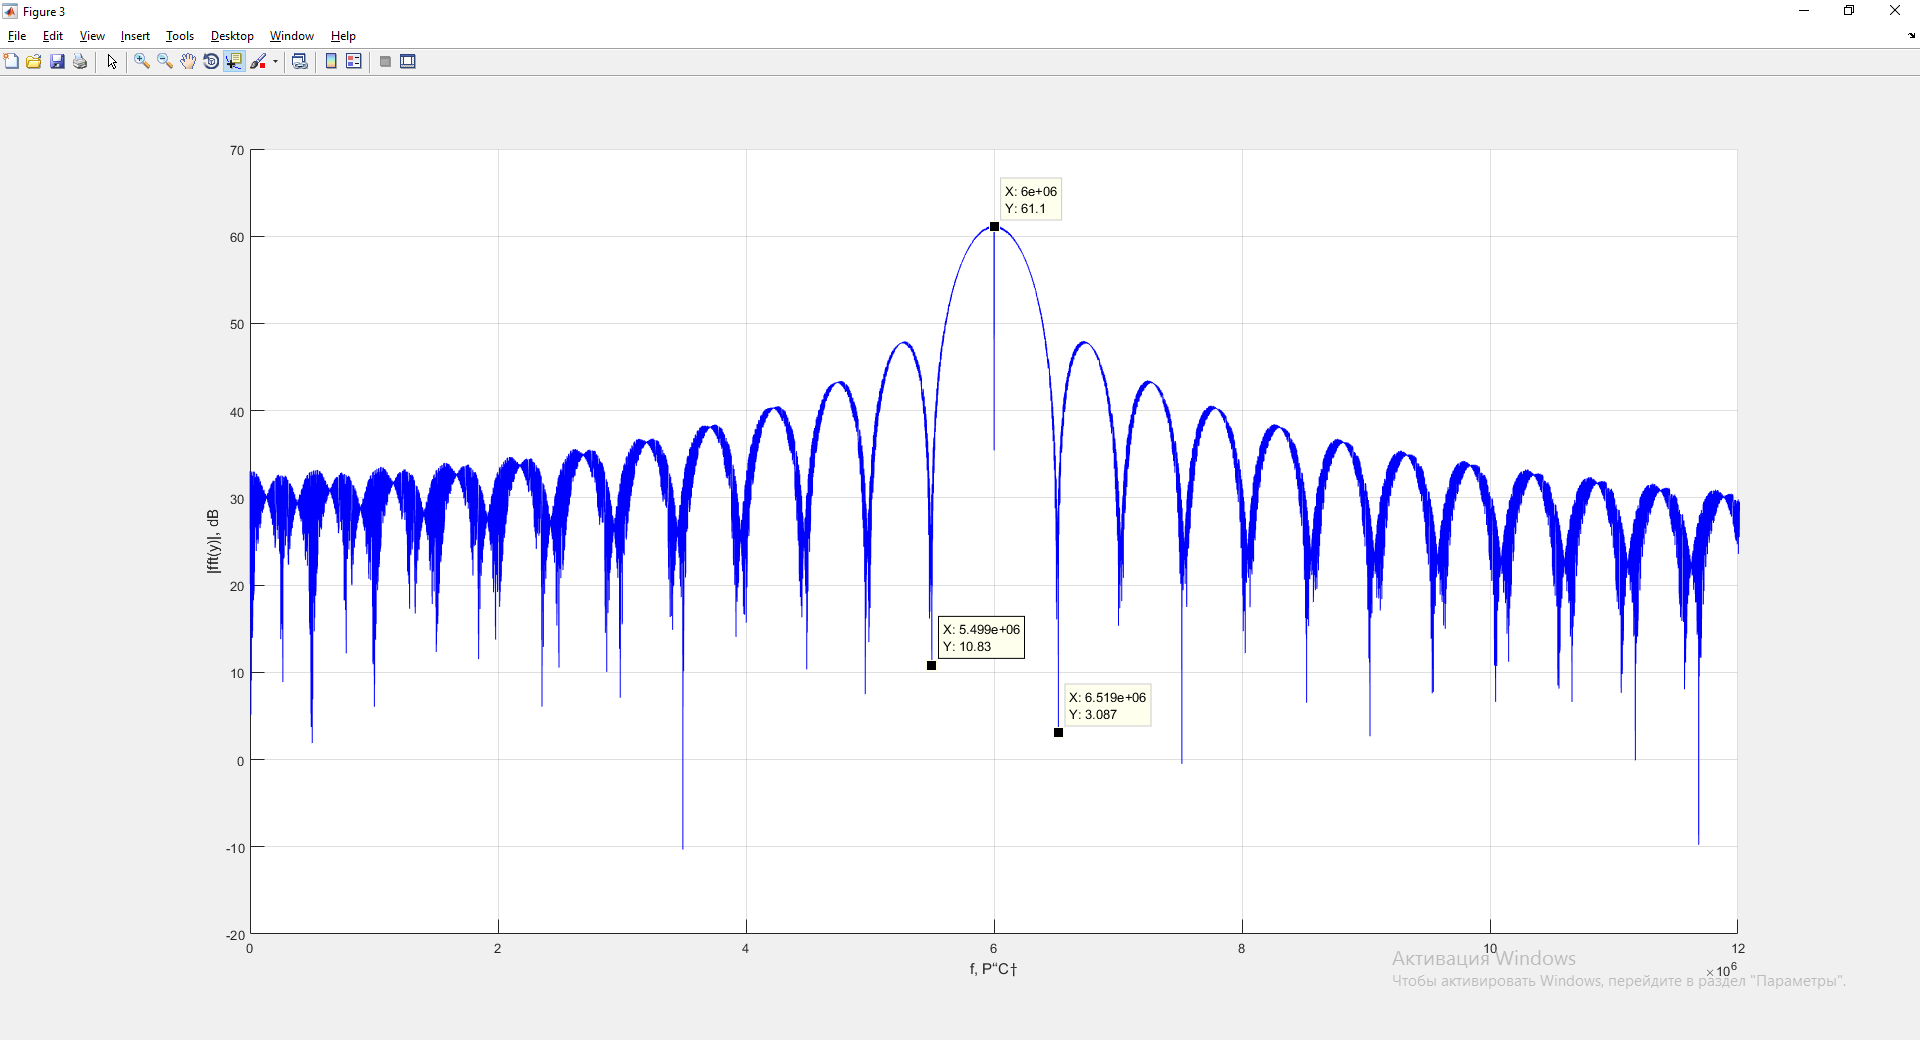 Figure 3
File Edit View Insert Tools Desktop Window Help
70
60
50
40
30
20
10
0
-10
-20
|fft(y)|, dB
X: 6e+06
Y: 61.1
X: 5.499e+06
Y: 10.83
X: 6.519e+06
Y: 3.087
0 2 4 6 8 10 12
×10^6
f, Р“С†
Активация Windows
Чтобы активировать Windows, перейдите в раздел "Параметры".